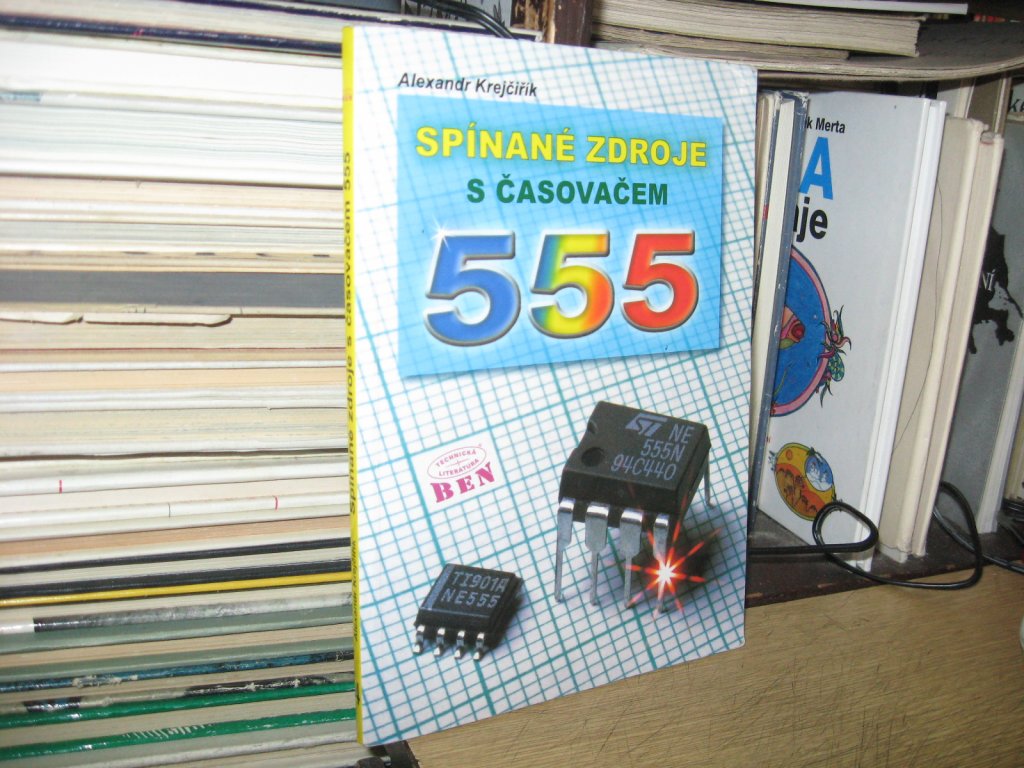 Alexandr Krejčiřík
SPÍNANÉ ZDROJE
S ČASOVAČEM
555
TECHNICKÁ
LITERATURA
BEN
ST NE
555N
94C440
TI901A
NE555
Spínané zdroje s časovačem 555
Merta
A
je